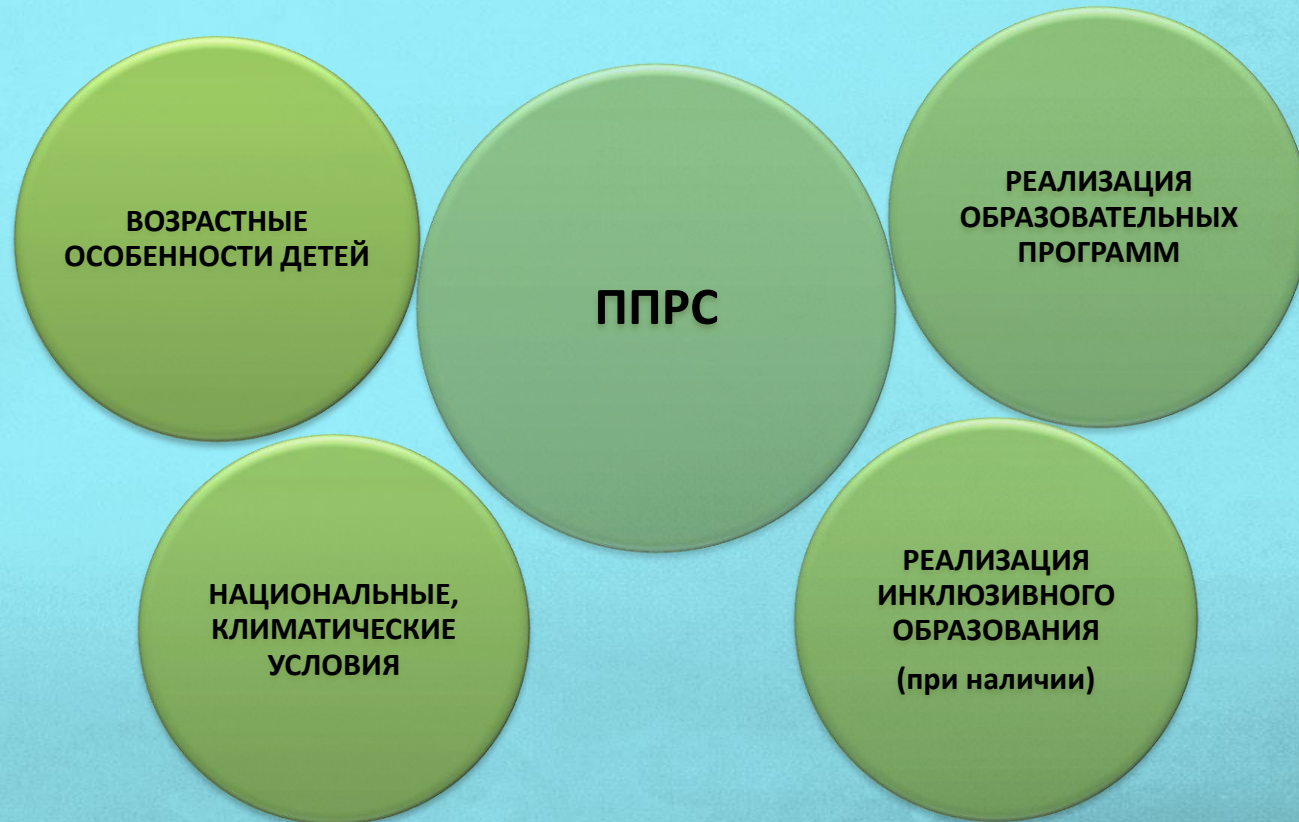 ВОЗРАСТНЫЕ
ОСОБЕННОСТИ ДЕТЕЙ
ППРС
РЕАЛИЗАЦИЯ
ОБРАЗОВАТЕЛЬНЫХ
ПРОГРАММ
НАЦИОНАЛЬНЫЕ,
КЛИМАТИЧЕСКИЕ
УСЛОВИЯ
РЕАЛИЗАЦИЯ
ИНКЛЮЗИВНОГО
ОБРАЗОВАНИЯ
(при наличии)